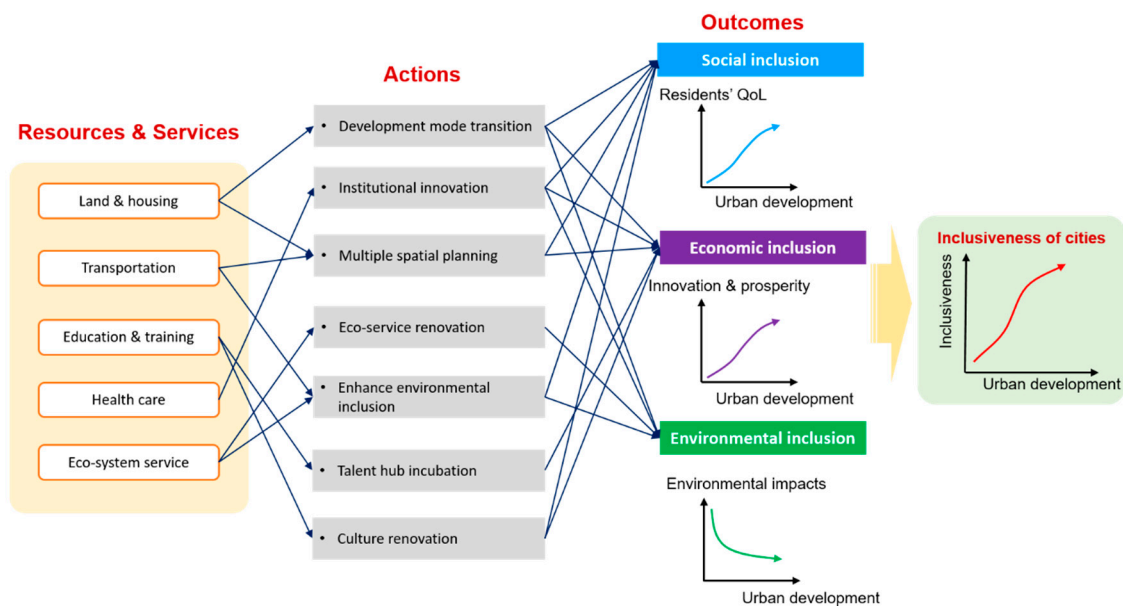 Resources & Services
Land & housing
Transportation
Education & training
Health care
Eco-system service
Actions
• Development mode transition
• Institutional innovation
• Multiple spatial planning
• Eco-service renovation
• Enhance environmental
inclusion
• Talent hub incubation
• Culture renovation
Outcomes
Social inclusion
Residents' QoL
Urban development
Economic inclusion
Innovation & prosperity
Urban development
Environmental inclusion
Environmental impacts
Urban development
Inclusiveness of cities
Inclusiveness
Urban development